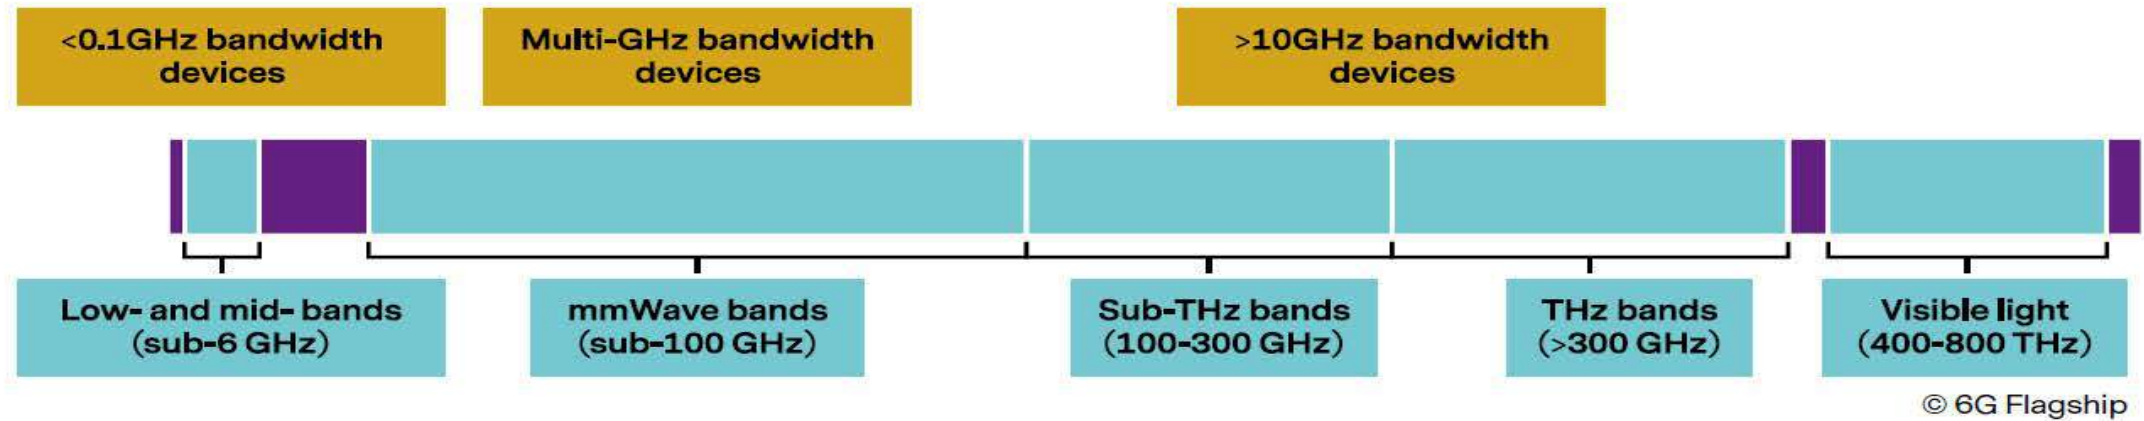 <0.1GHz bandwidth
devices
Multi-GHz bandwidth
devices
>10GHz bandwidth
devices
Low- and mid- bands
(sub-6 GHz)
mmWave bands
(sub-100 GHz)
Sub-THz bands
(100-300 GHz)
THz bands
(>300 GHz)
Visible light
(400-800 THz)
© 6G Flagship